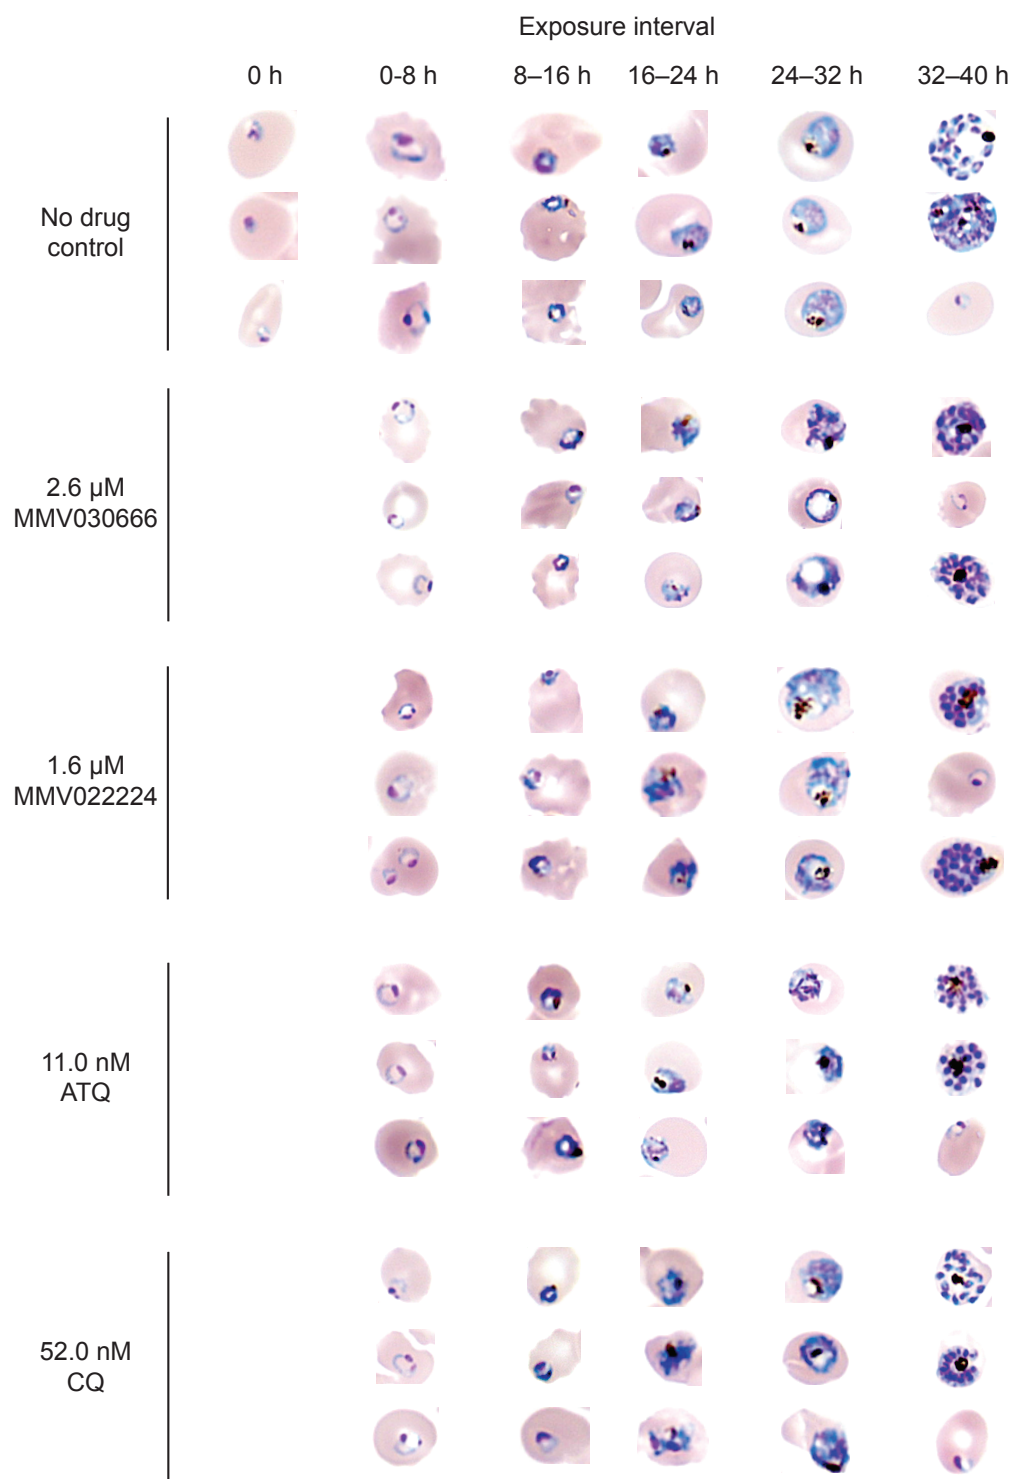 Exposure interval
0 h 0-8 h 8–16 h 16–24 h 24–32 h 32–40 h
No drug
control
2.6 µM
MMV030666
1.6 µM
MMV022224
11.0 nM
ATQ
52.0 nM
CQ